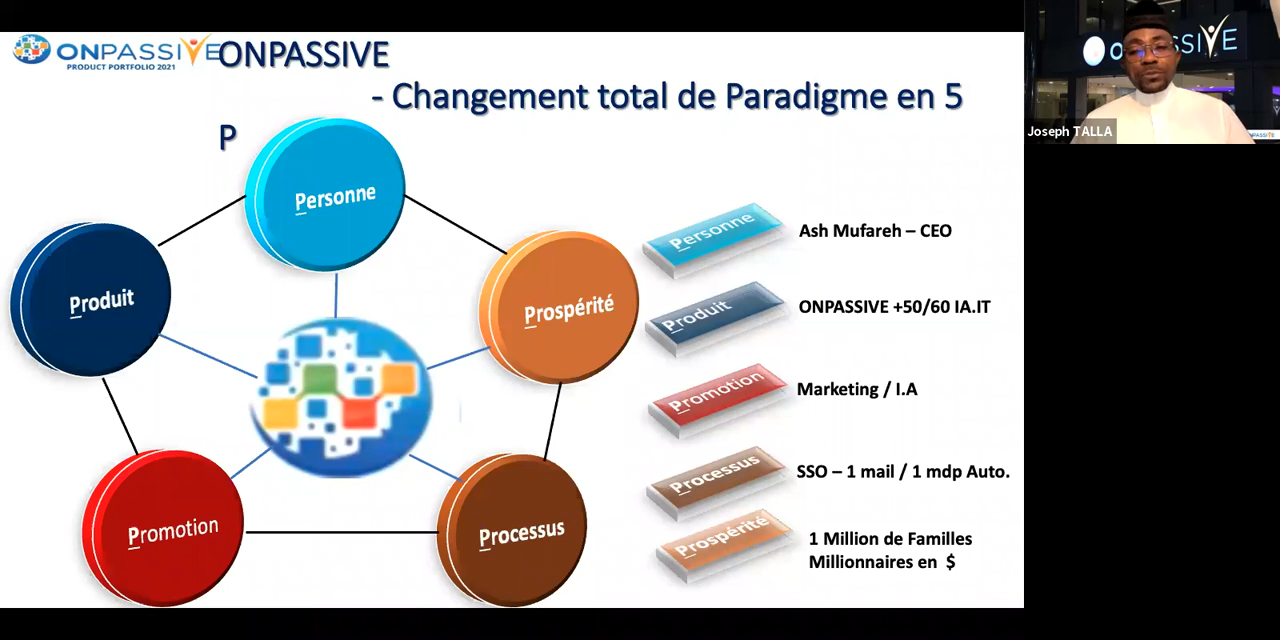 ONPASSIVE
PRODUCT PORTFOLIO 2021
ONPASSIVE
- Changement total de Paradigme en 5
P
Personne
Produit
Prospérité
Promotion
Processus
Personne
Ash Mufareh – CEO
Produit
ONPASSIVE +50/60 IA.IT
Promotion
Marketing / I.A
Processus
SSO – 1 mail / 1 mdp Auto.
Prospérité
1 Million de Familles
Millionnaires en $
Joseph TALLA